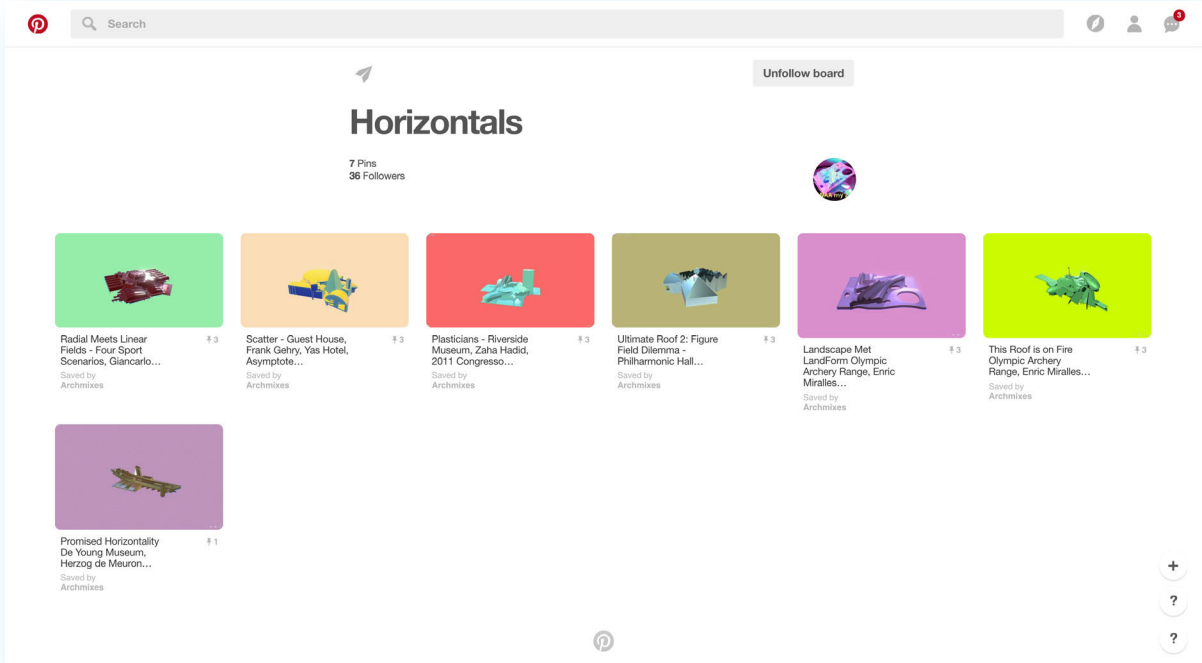 3
Search
Unfollow board
Horizontals
7 Pins
36 Followers
Radial Meets Linear
Fields - Four Sport
Scenarios, Giancarlo…
3
Saved by
Archmixes
Scatter - Guest House,
Frank Gehry, Yas Hotel,
Asymptote…
3
Saved by
Archmixes
Plasticians - Riverside
Museum, Zaha Hadid,
2011 Congresso…
3
Saved by
Archmixes
Ultimate Roof 2: Figure
Field Dilemma -
Philharmonic Hall…
3
Saved by
Archmixes
Landscape Met
LandForm Olympic
Archery Range, Enric
Miralles…
3
Saved by
Archmixes
This Roof is on Fire
Olympic Archery
Range, Enric Miralles…
3
Saved by
Archmixes
Promised Horizontality
De Young Museum,
Herzog de Meuron…
1
Saved by
Archmixes
+
?
?